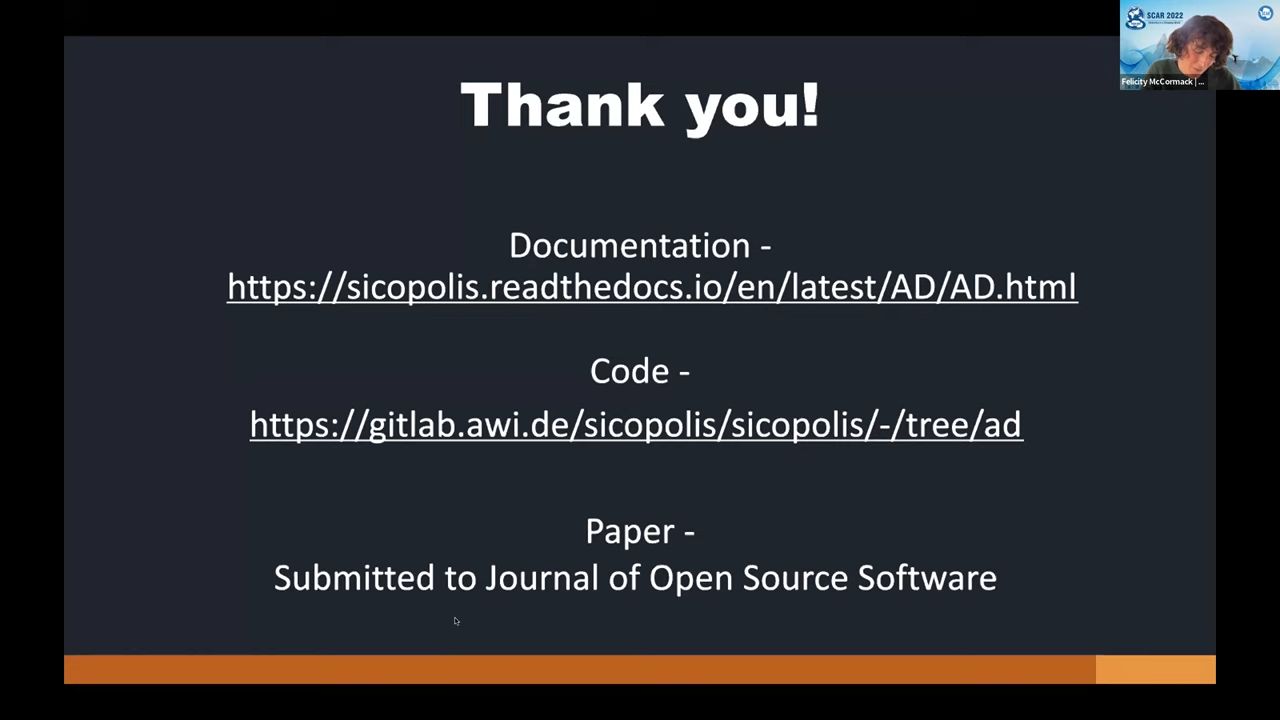 SCAR 2022
Felicity McCormack | ...
Thank you!
Documentation -
https://sicopolis.readthedocs.io/en/latest/AD/AD.html
Code -
https://gitlab.awi.de/sicopolis/sicopolis/-/tree/ad
Paper -
Submitted to Journal of Open Source Software